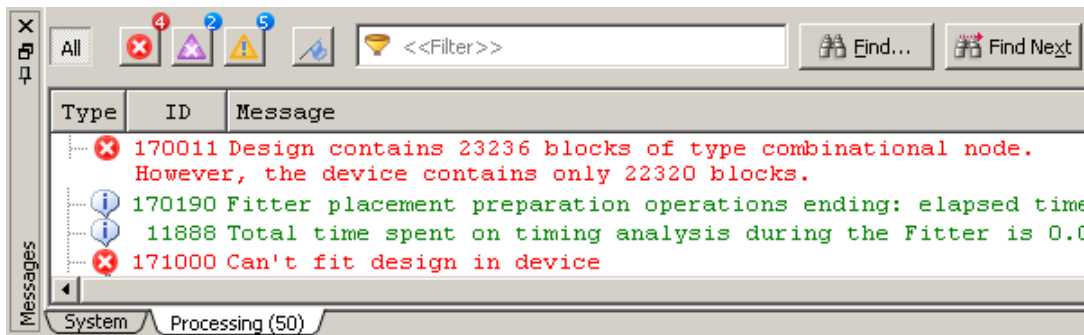 4 2 5
All <<Filter>> Find... Find Next
Type ID Message
170011 Design contains 23236 blocks of type combinational node.
However, the device contains only 22320 blocks.
170190 Fitter placement preparation operations ending: elapsed time
11888 Total time spent on timing analysis during the Fitter is 0.0
171000 Can't fit design in device
Messages
System Processing (50)